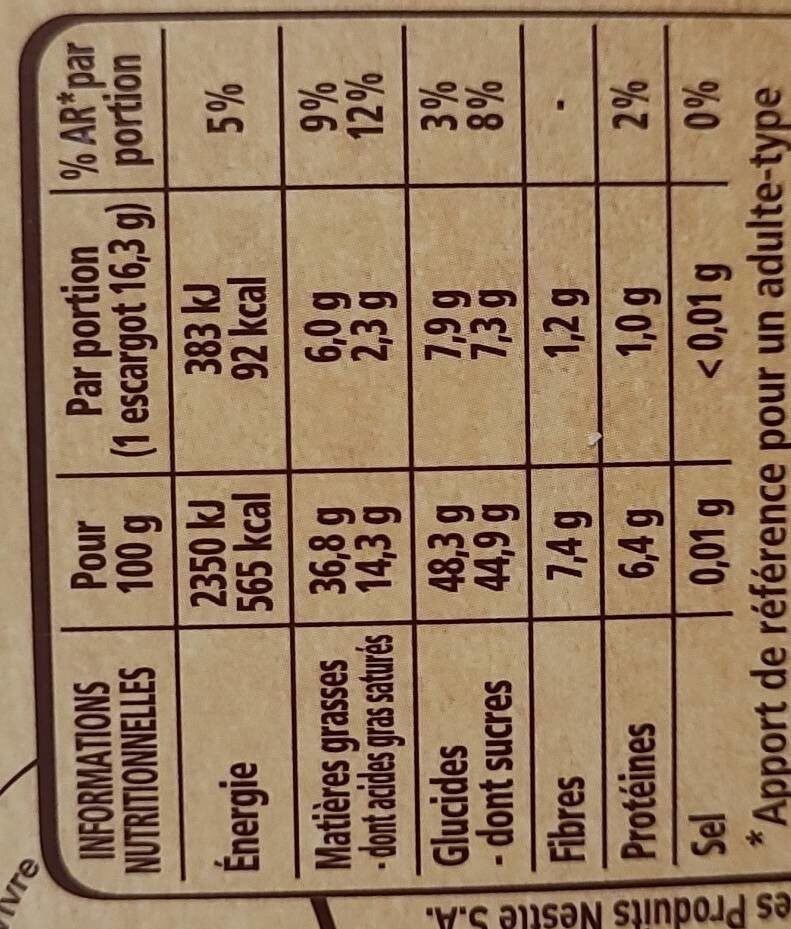 INFORMATIONS NUTRITIONNELLES | Pour 100 g | Par portion (1 escargot 16,3 g) | % AR* par portion
Énergie | 2350 kJ 565 kcal | 383 kJ 92 kcal | 5%
Matières grasses | 36,8 g | 6,0 g | 9%
- dont acides gras saturés | 14,3 g | 2,3 g | 12%
Glucides | 48,3 g | 7,9 g | 3%
- dont sucres | 44,9 g | 7,3 g | 8%
Fibres | 7,4 g | 1,2 g | -
Protéines | 6,4 g | 1,0 g | 2%
Sel | 0,01 g | < 0,01 g | 0%
* Apport de référence pour un adulte-type
Produits Nestlé S.A.